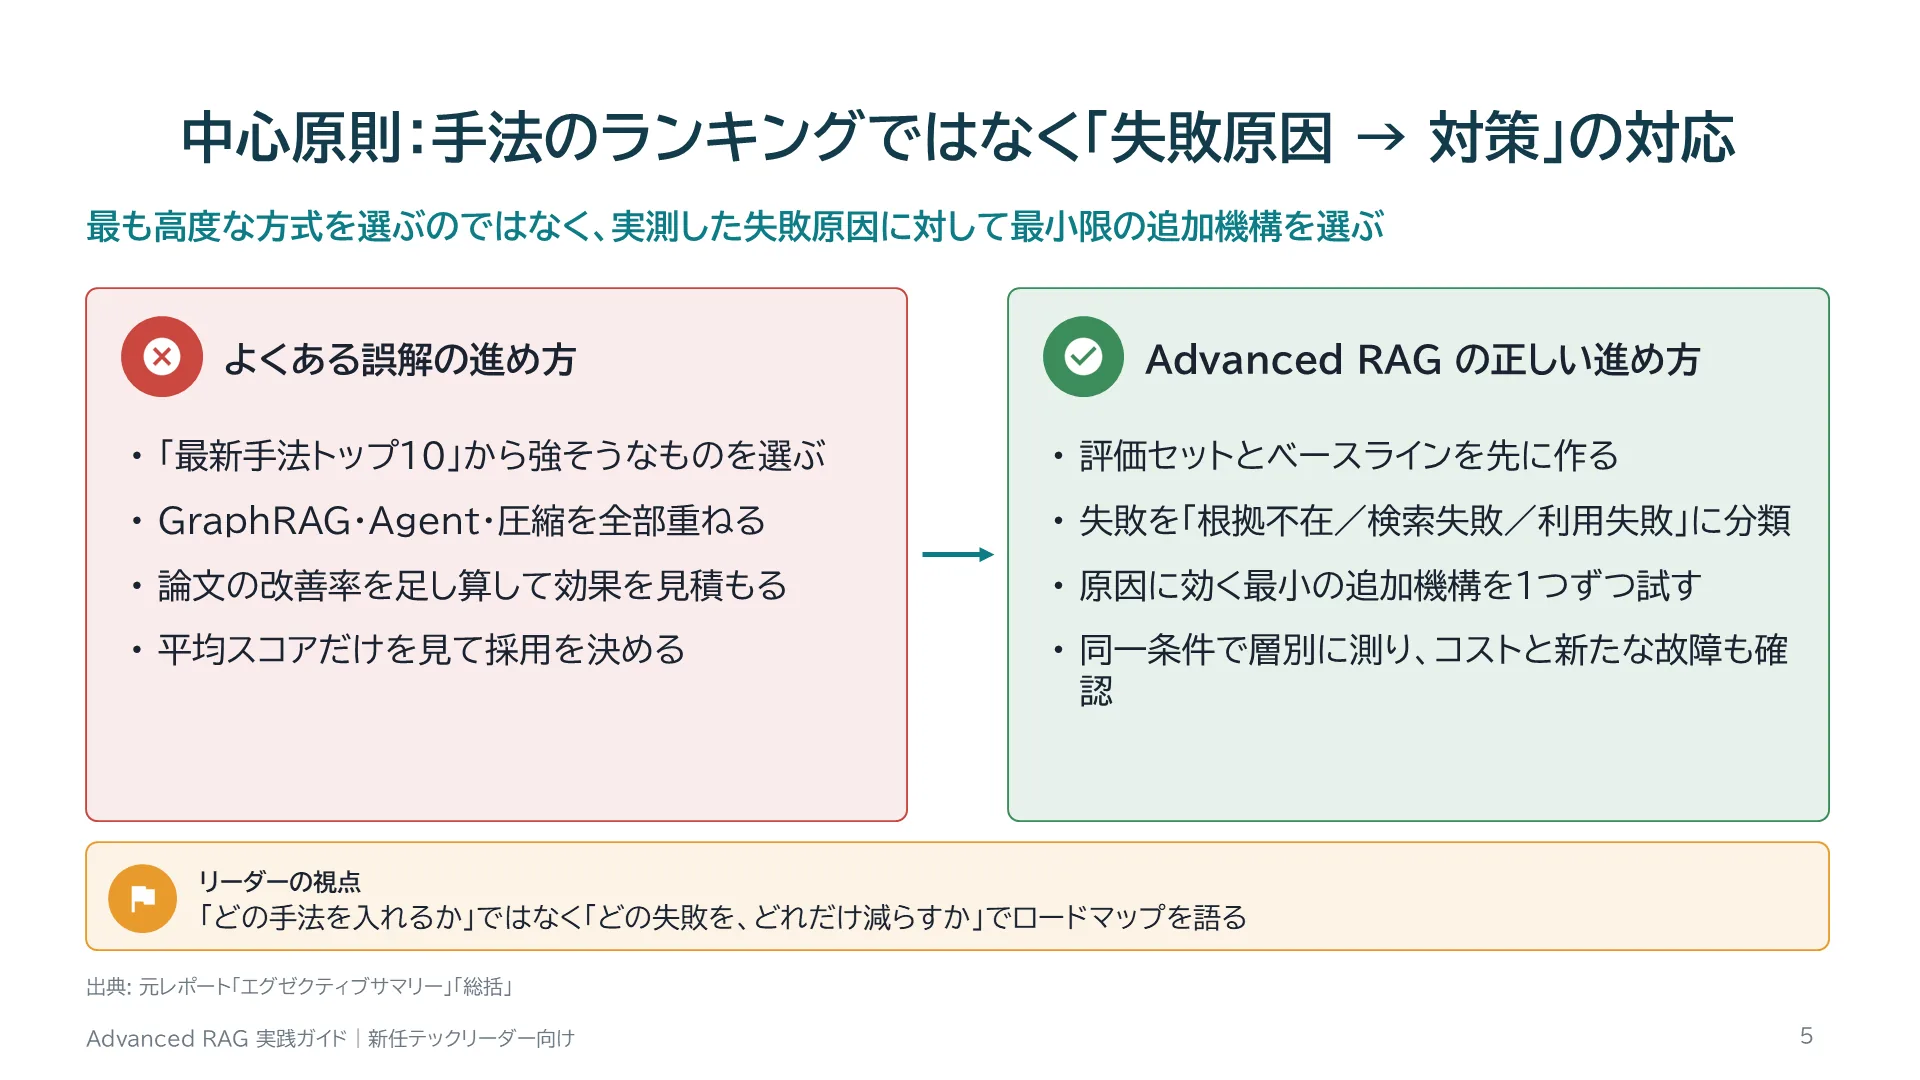 中心原則：手法のランキングではなく「失敗原因 → 対策」の対応
最も高度な方式を選ぶのではなく、実測した失敗原因に対して最小限の追加機構を選ぶ
よくある誤解の進め方
・「最新手法トップ10」から強そうなものを選ぶ
・GraphRAG・Agent・圧縮を全部重ねる
・論文の改善率を足し算して効果を見積もる
・平均スコアだけを見て採用を決める
Advanced RAG の正しい進め方
・評価セットとベースラインを先に作る
・失敗を「根拠不在／検索失敗／利用失敗」に分類
・原因に効く最小の追加機構を1つずつ試す
・同一条件で層別に測り、コストと新たな故障も確
認
リーダーの視点
「どの手法を入れるか」ではなく「どの失敗を、どれだけ減らすか」でロードマップを語る
出典: 元レポート「エグゼクティブサマリー」「総括」
Advanced RAG 実践ガイド｜新任テックリーダー向け
5